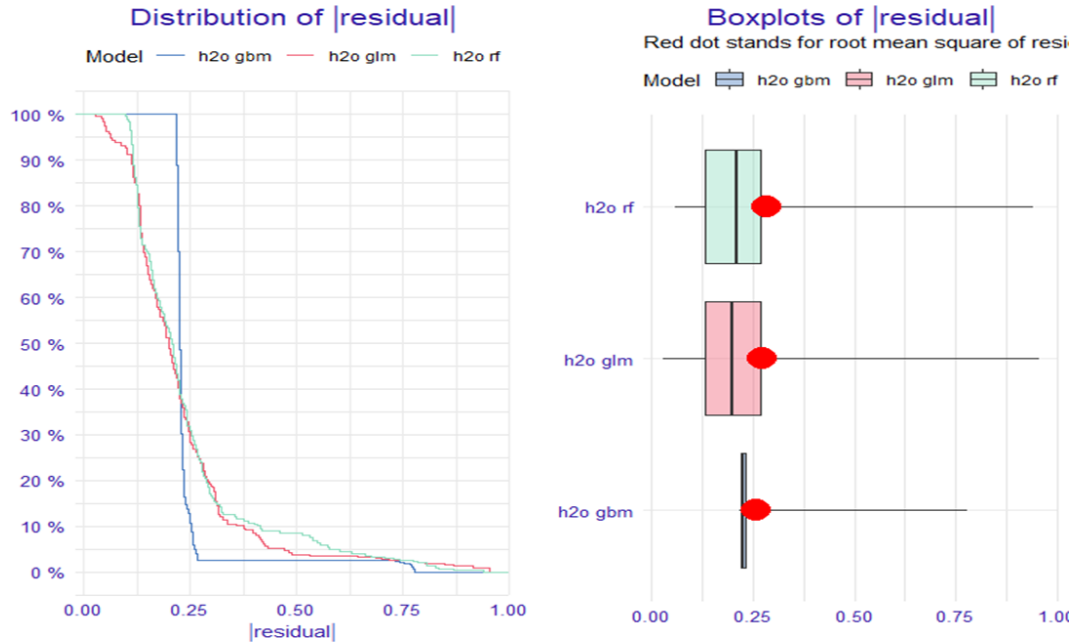 Distribution of |residual|
Model h2o gbm h2o glm h2o rf
100 %
90 %
80 %
70 %
60 %
50 %
40 %
30 %
20 %
10 %
0 %
0.00 0.25 0.50 0.75 1.00
|residual|
Boxplots of |residual|
Red dot stands for root mean square of resi
Model h2o gbm h2o glm h2o rf
h2o rf
h2o glm
h2o gbm
0.00 0.25 0.50 0.75 1.0